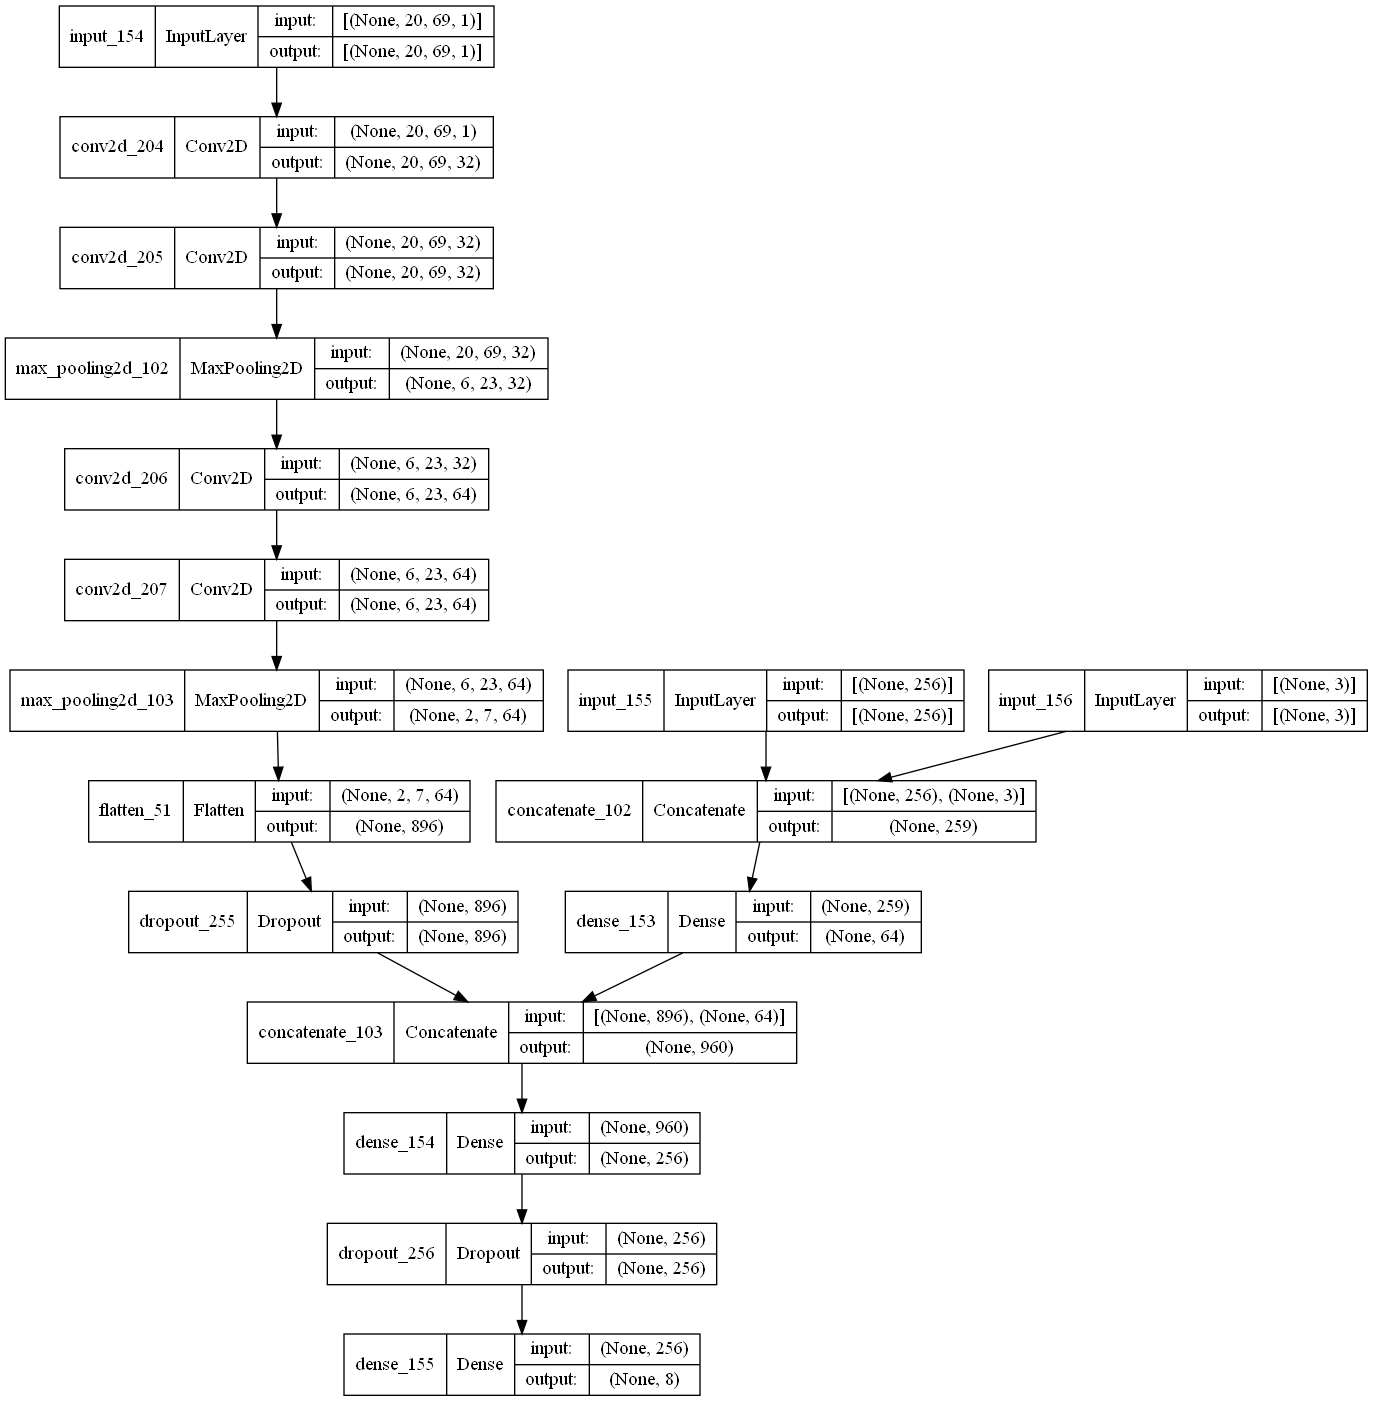 input_154 InputLayer input: [(None, 20, 69, 1)]
output: [(None, 20, 69, 1)]
conv2d_204 Conv2D input: (None, 20, 69, 1)
output: (None, 20, 69, 32)
conv2d_205 Conv2D input: (None, 20, 69, 32)
output: (None, 20, 69, 32)
max_pooling2d_102 MaxPooling2D input: (None, 20, 69, 32)
output: (None, 6, 23, 32)
conv2d_206 Conv2D input: (None, 6, 23, 32)
output: (None, 6, 23, 64)
conv2d_207 Conv2D input: (None, 6, 23, 64)
output: (None, 6, 23, 64)
max_pooling2d_103 MaxPooling2D input: (None, 6, 23, 64)
output: (None, 2, 7, 64)
input_155 InputLayer input: [(None, 256)]
output: [(None, 256)]
input_156 InputLayer input: [(None, 3)]
output: [(None, 3)]
flatten_51 Flatten input: (None, 2, 7, 64)
output: (None, 896)
concatenate_102 Concatenate input: [(None, 256), (None, 3)]
output: (None, 259)
dropout_255 Dropout input: (None, 896)
output: (None, 896)
dense_153 Dense input: (None, 259)
output: (None, 64)
concatenate_103 Concatenate input: [(None, 896), (None, 64)]
output: (None, 960)
dense_154 Dense input: (None, 960)
output: (None, 256)
dropout_256 Dropout input: (None, 256)
output: (None, 256)
dense_155 Dense input: (None, 256)
output: (None, 8)